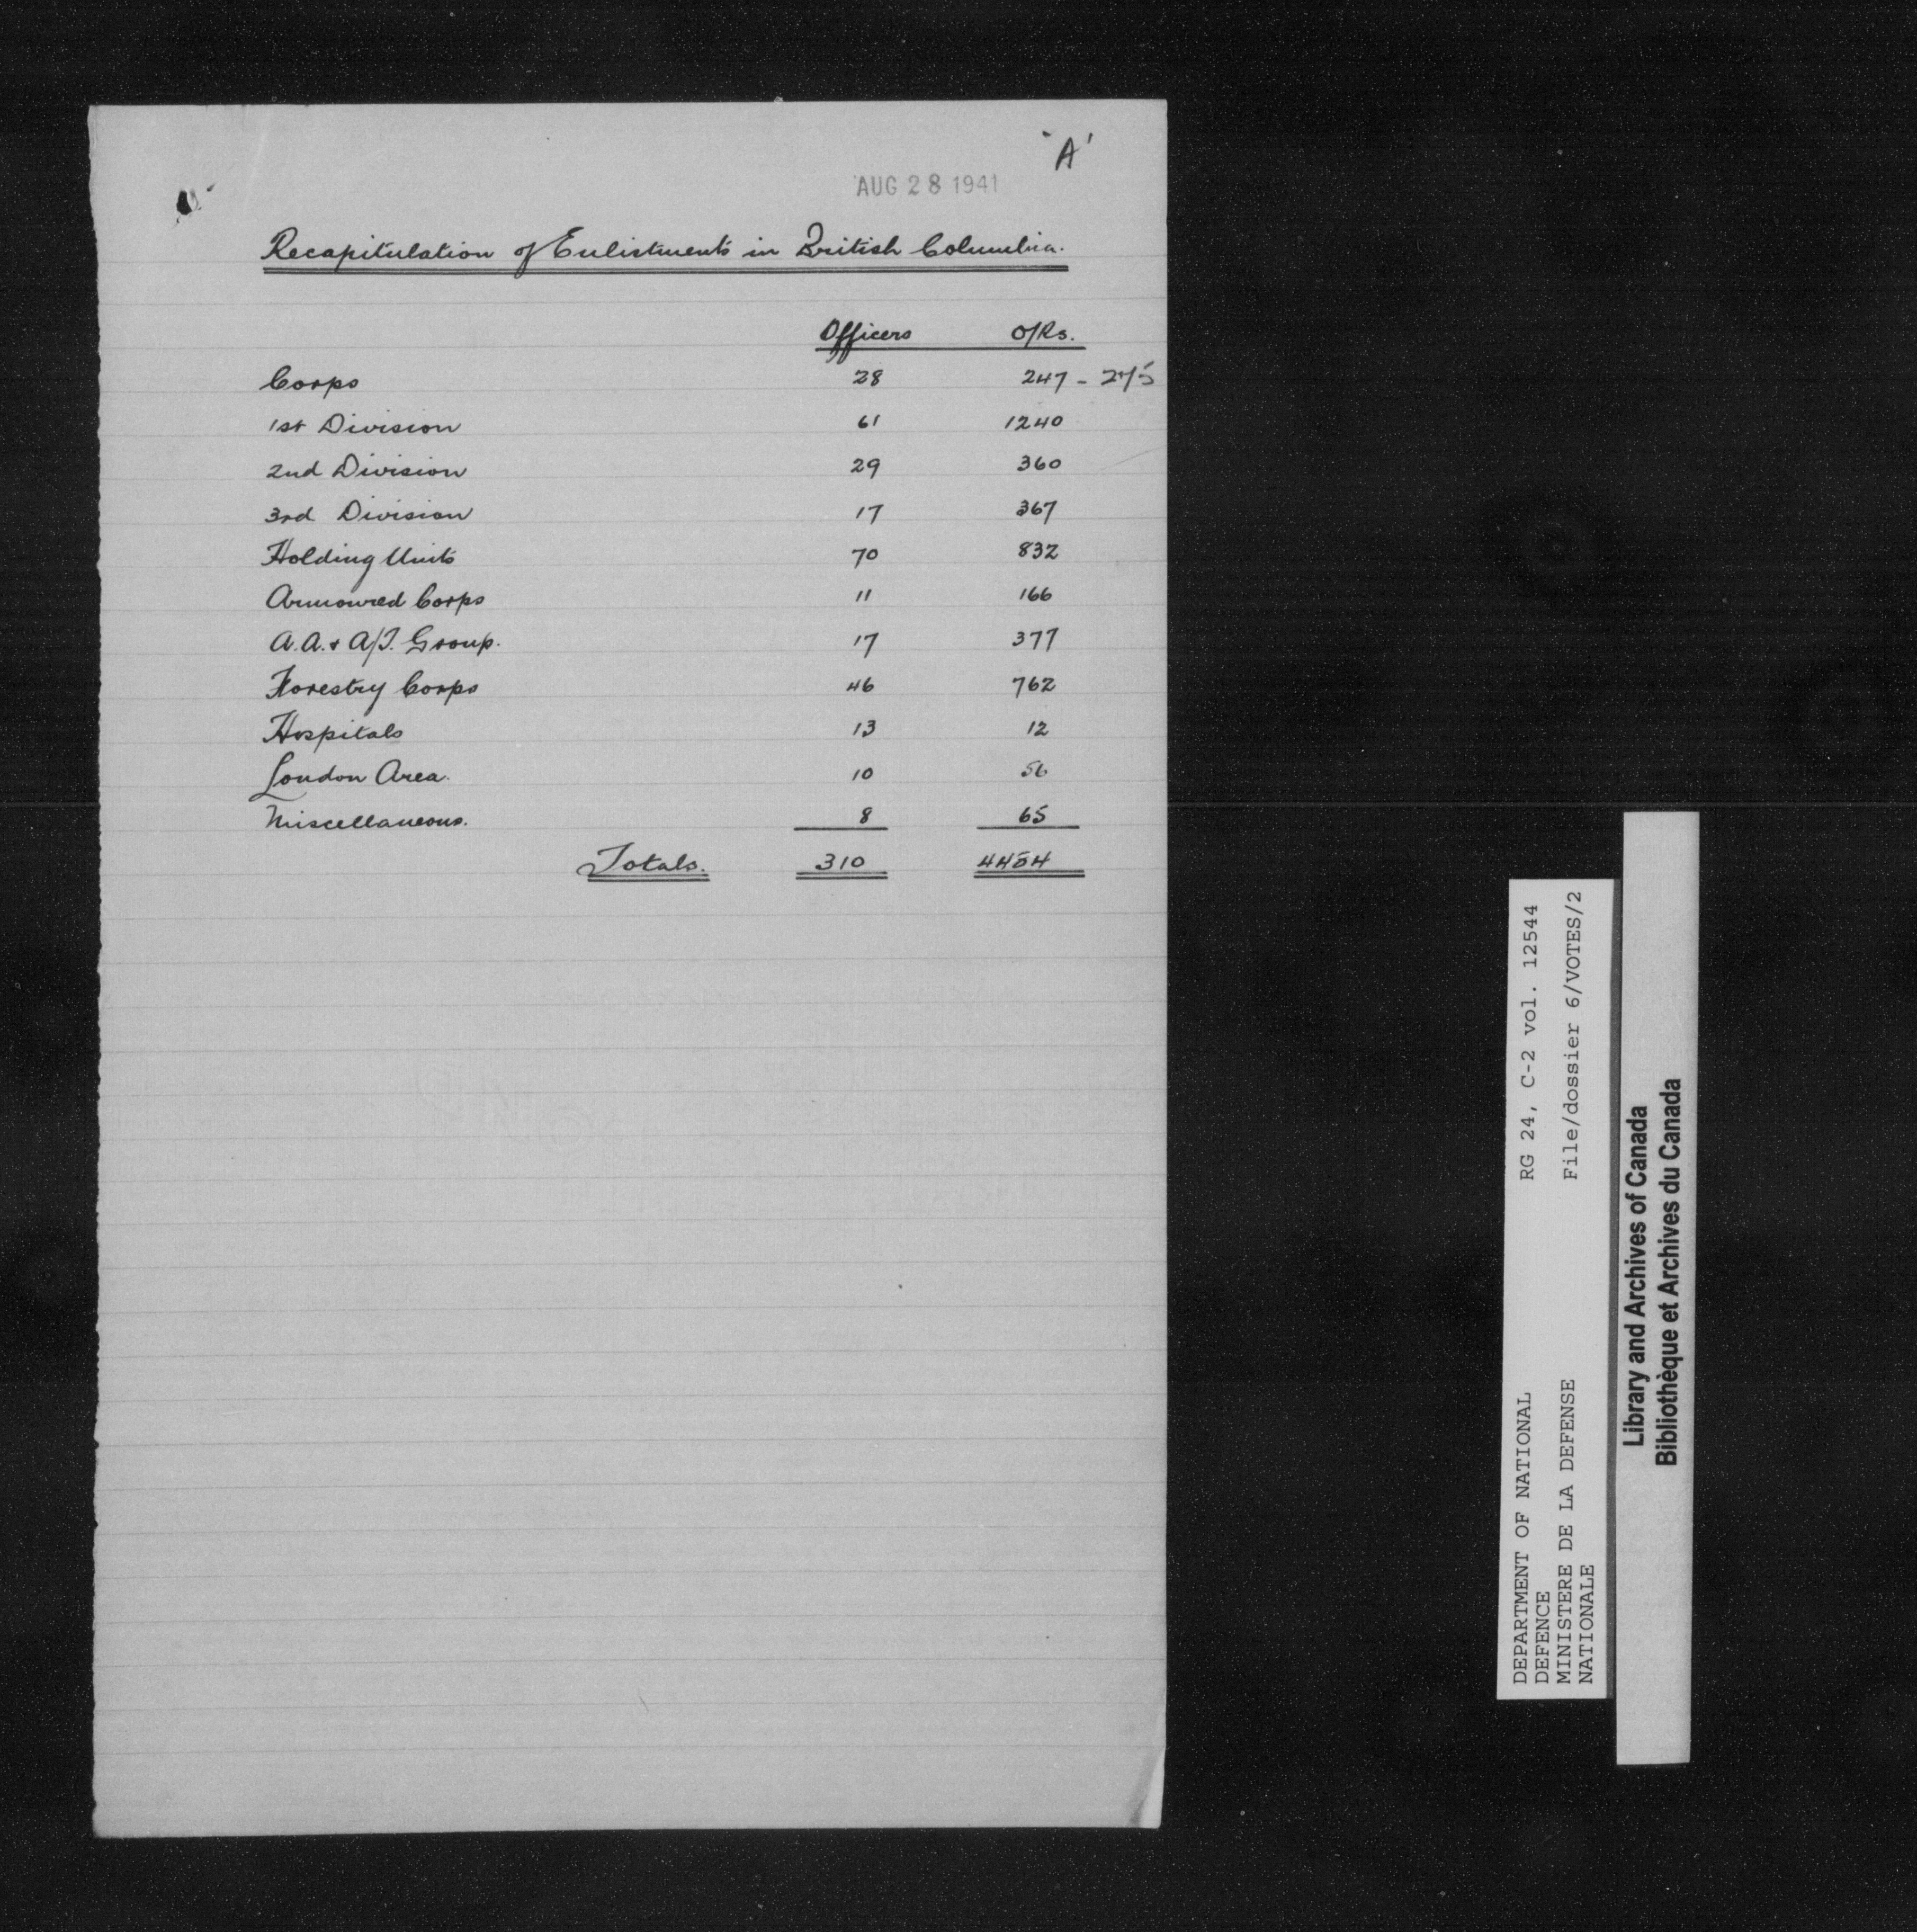 'A'
AUG 28 1941
Recapitulation of Enlistments in British Columbia.
Officers O/Rs.
Corps 28 247 - 275
1st Division 61 1240
2nd Division 29 360
3rd Division 17 367
Holding Units 70 832
Armoured Corps 11 166
A.A. + A/T. Group. 17 377
Forestry Corps 46 762
Hospitals 13 12
London Area. 10 56
Miscellaneous. 8 65
Totals. 310 4484
DEPARTMENT OF NATIONAL RG 24, C-2 vol. 12544
DEFENCE
MINISTERE DE LA DEFENSE File/dossier 6/VOTES/2
NATIONALE
Library and Archives of Canada
Bibliothèque et Archives du Canada